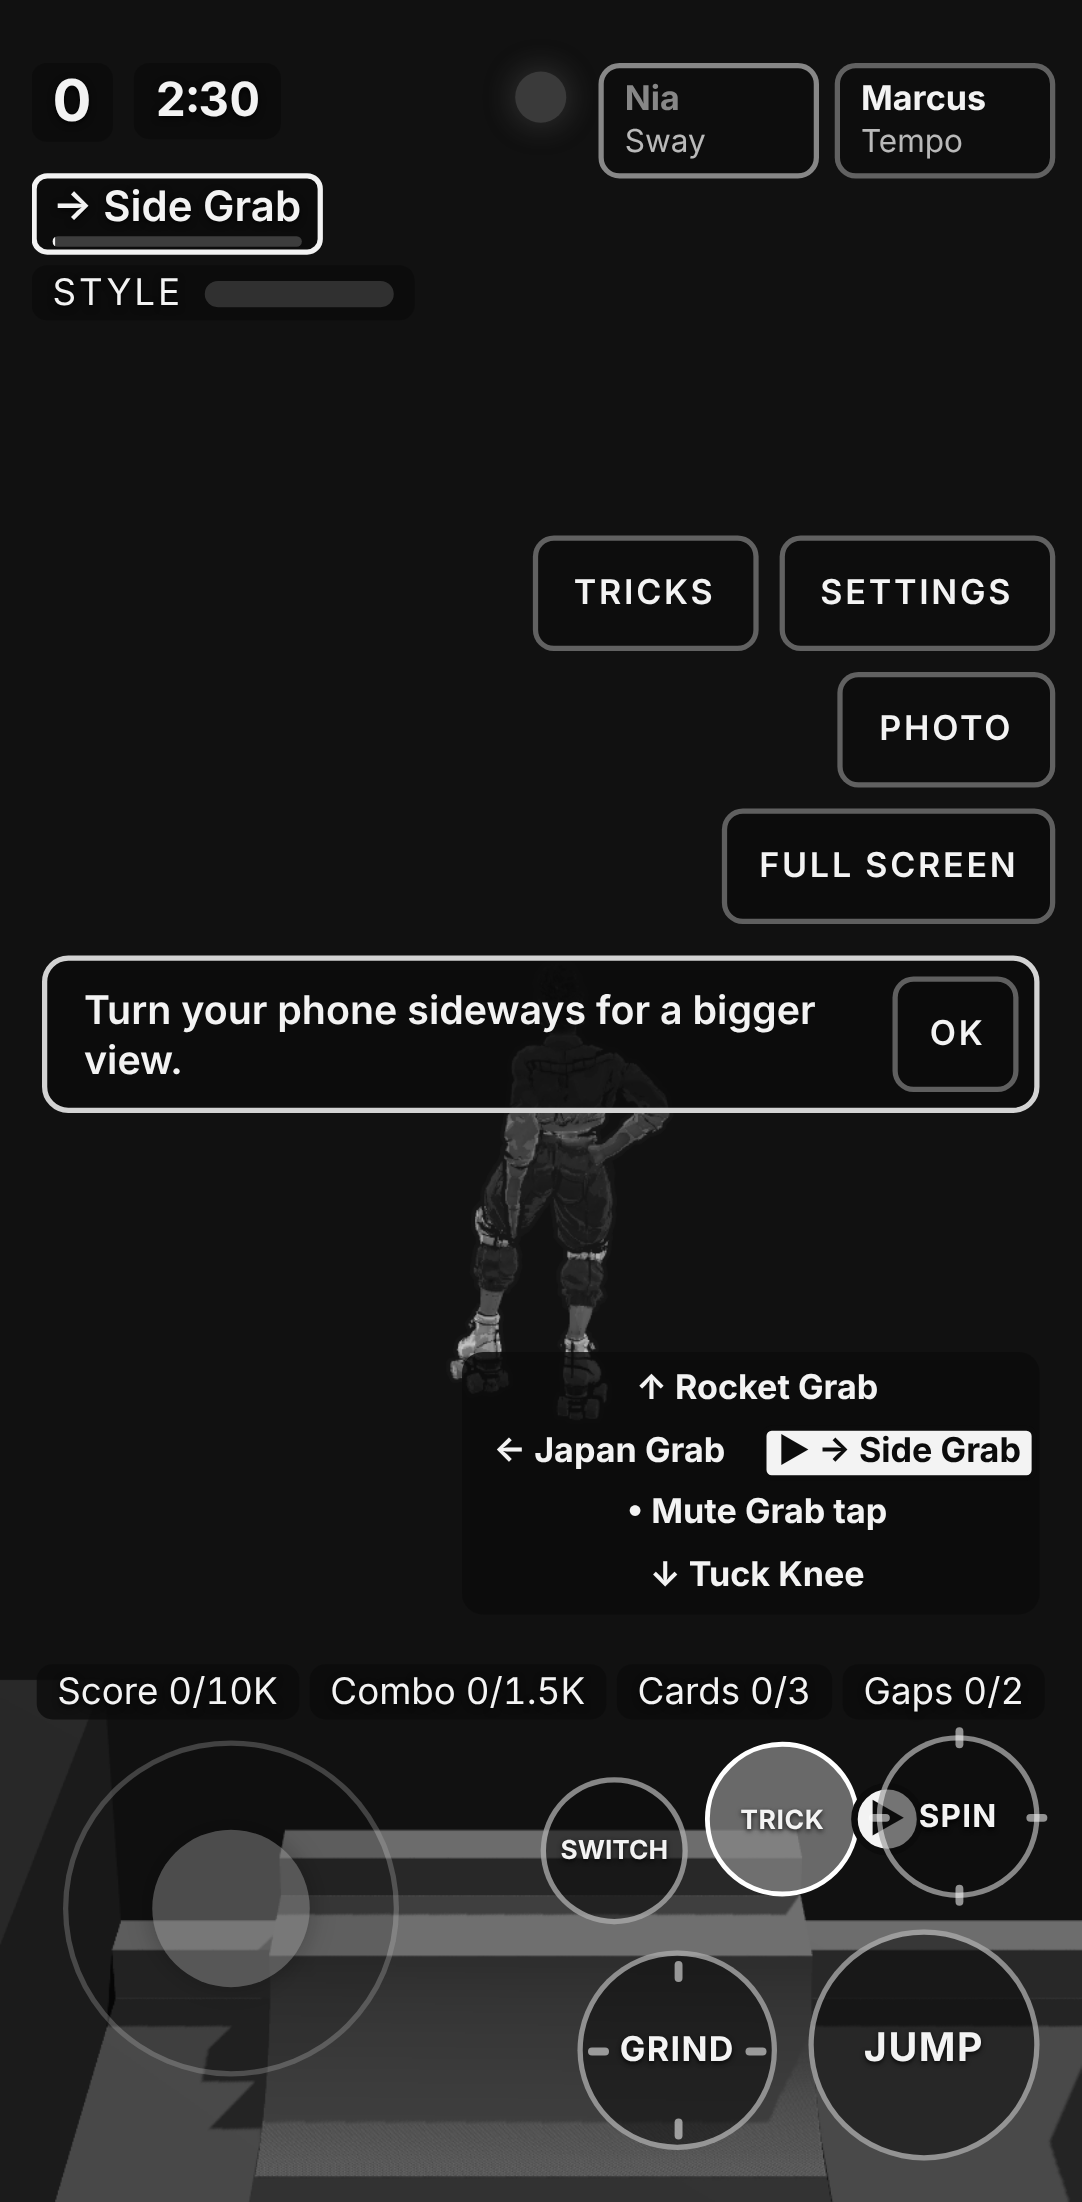 0
2:30
Nia
Sway
Marcus
Tempo
→ Side Grab
STYLE
TRICKS
SETTINGS
PHOTO
FULL SCREEN
Turn your phone sideways for a bigger
view.
OK
↑ Rocket Grab
← Japan Grab
▶ → Side Grab
• Mute Grab tap
↓ Tuck Knee
Score 0/10K
Combo 0/1.5K
Cards 0/3
Gaps 0/2
SWITCH
TRICK
SPIN
GRIND
JUMP